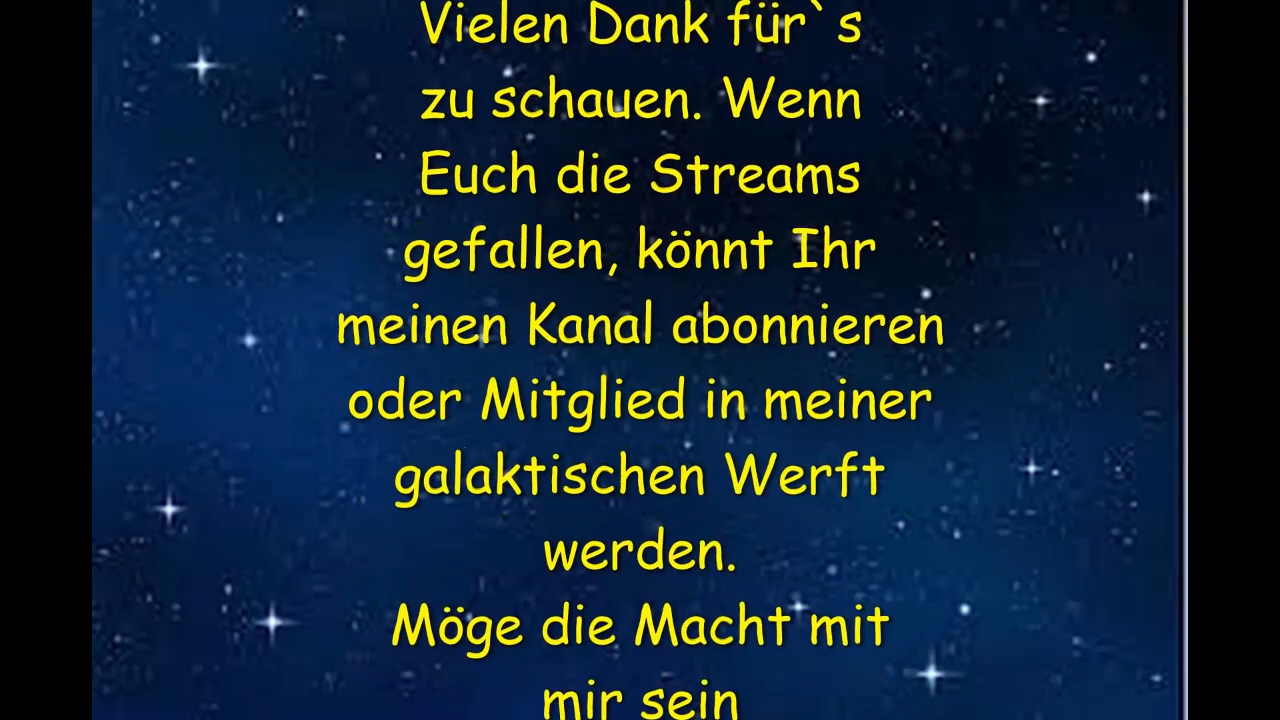 Vielen Dank für`s
zu schauen. Wenn
Euch die Streams
gefallen, könnt Ihr
meinen Kanal abonnieren
oder Mitglied in meiner
galaktischen Werft
werden.
Möge die Macht mit
mir sein